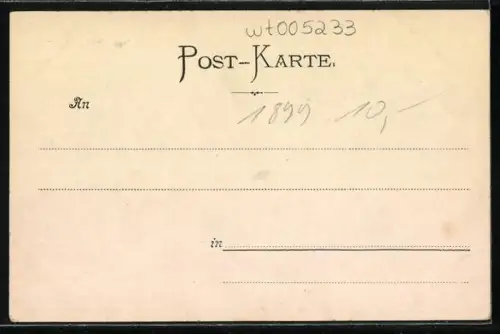 wt005233
POST-KARTE.
An
1899 10,-
in